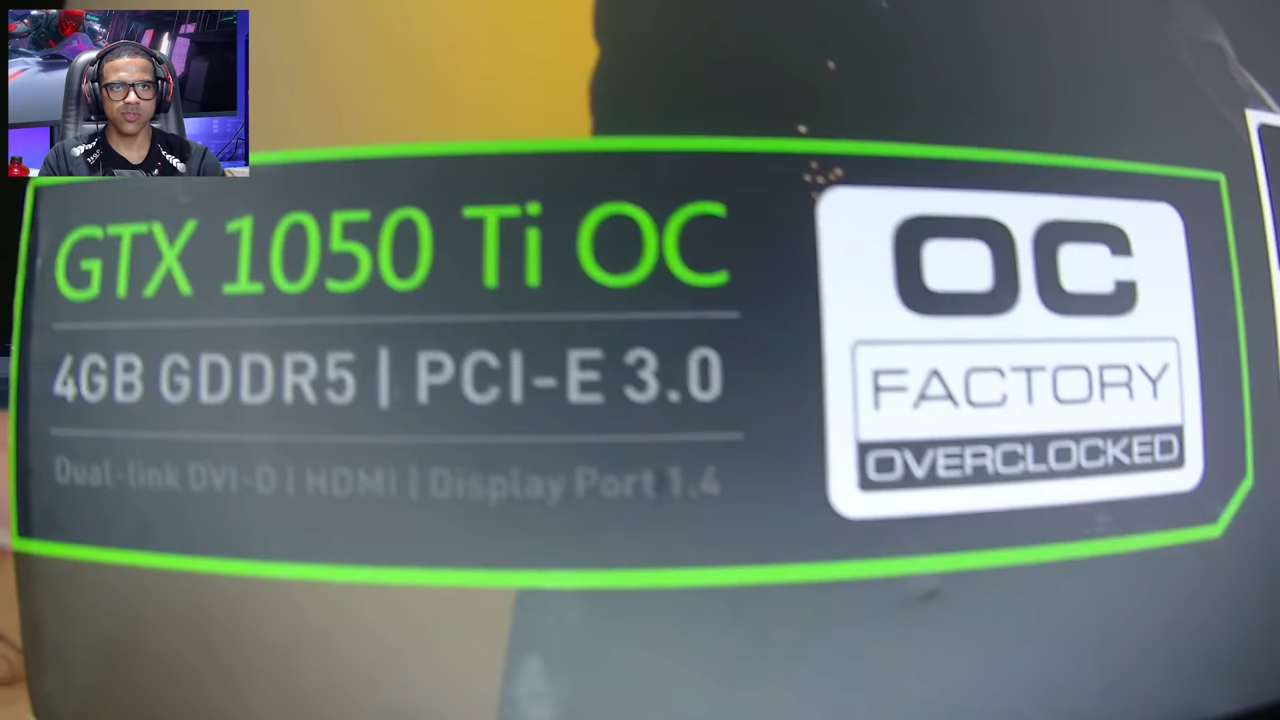 GTX 1050 Ti OC
4GB GDDR5 | PCI-E 3.0
Dual-link DVI-D | HDMI | Display Port 1.4
OC
FACTORY
OVERCLOCKED